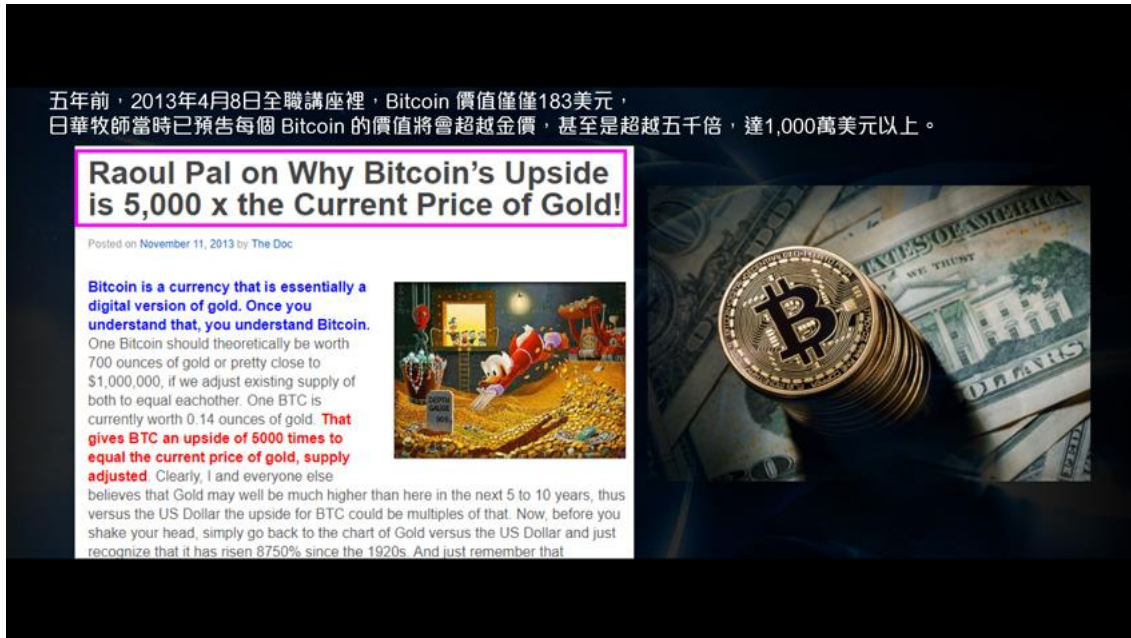 五年前，2013年4月8日全職講座裡，Bitcoin 價值僅僅183美元，
日華牧師當時已預告每個 Bitcoin 的價值將會超越金價，甚至是超越五千倍，達1,000萬美元以上。
Raoul Pal on Why Bitcoin's Upside
is 5,000 x the Current Price of Gold!
Posted on November 11, 2013 by The Doc
Bitcoin is a currency that is essentially a
digital version of gold. Once you
understand that, you understand Bitcoin.
One Bitcoin should theoretically be worth
700 ounces of gold or pretty close to
$1,000,000, if we adjust existing supply of
both to equal eachother. One BTC is
currently worth 0.14 ounces of gold. That
gives BTC an upside of 5000 times to
equal the current price of gold, supply
adjusted. Clearly, I and everyone else
believes that Gold may well be much higher than here in the next 5 to 10 years, thus
versus the US Dollar the upside for BTC could be multiples of that. Now, before you
shake your head, simply go back to the chart of Gold versus the US Dollar and just
recognize that it has risen 8750% since the 1920s. And just remember that
DEPTH
GAUGE
STATES OF AMERICA
WE TRUST
DOLLARS